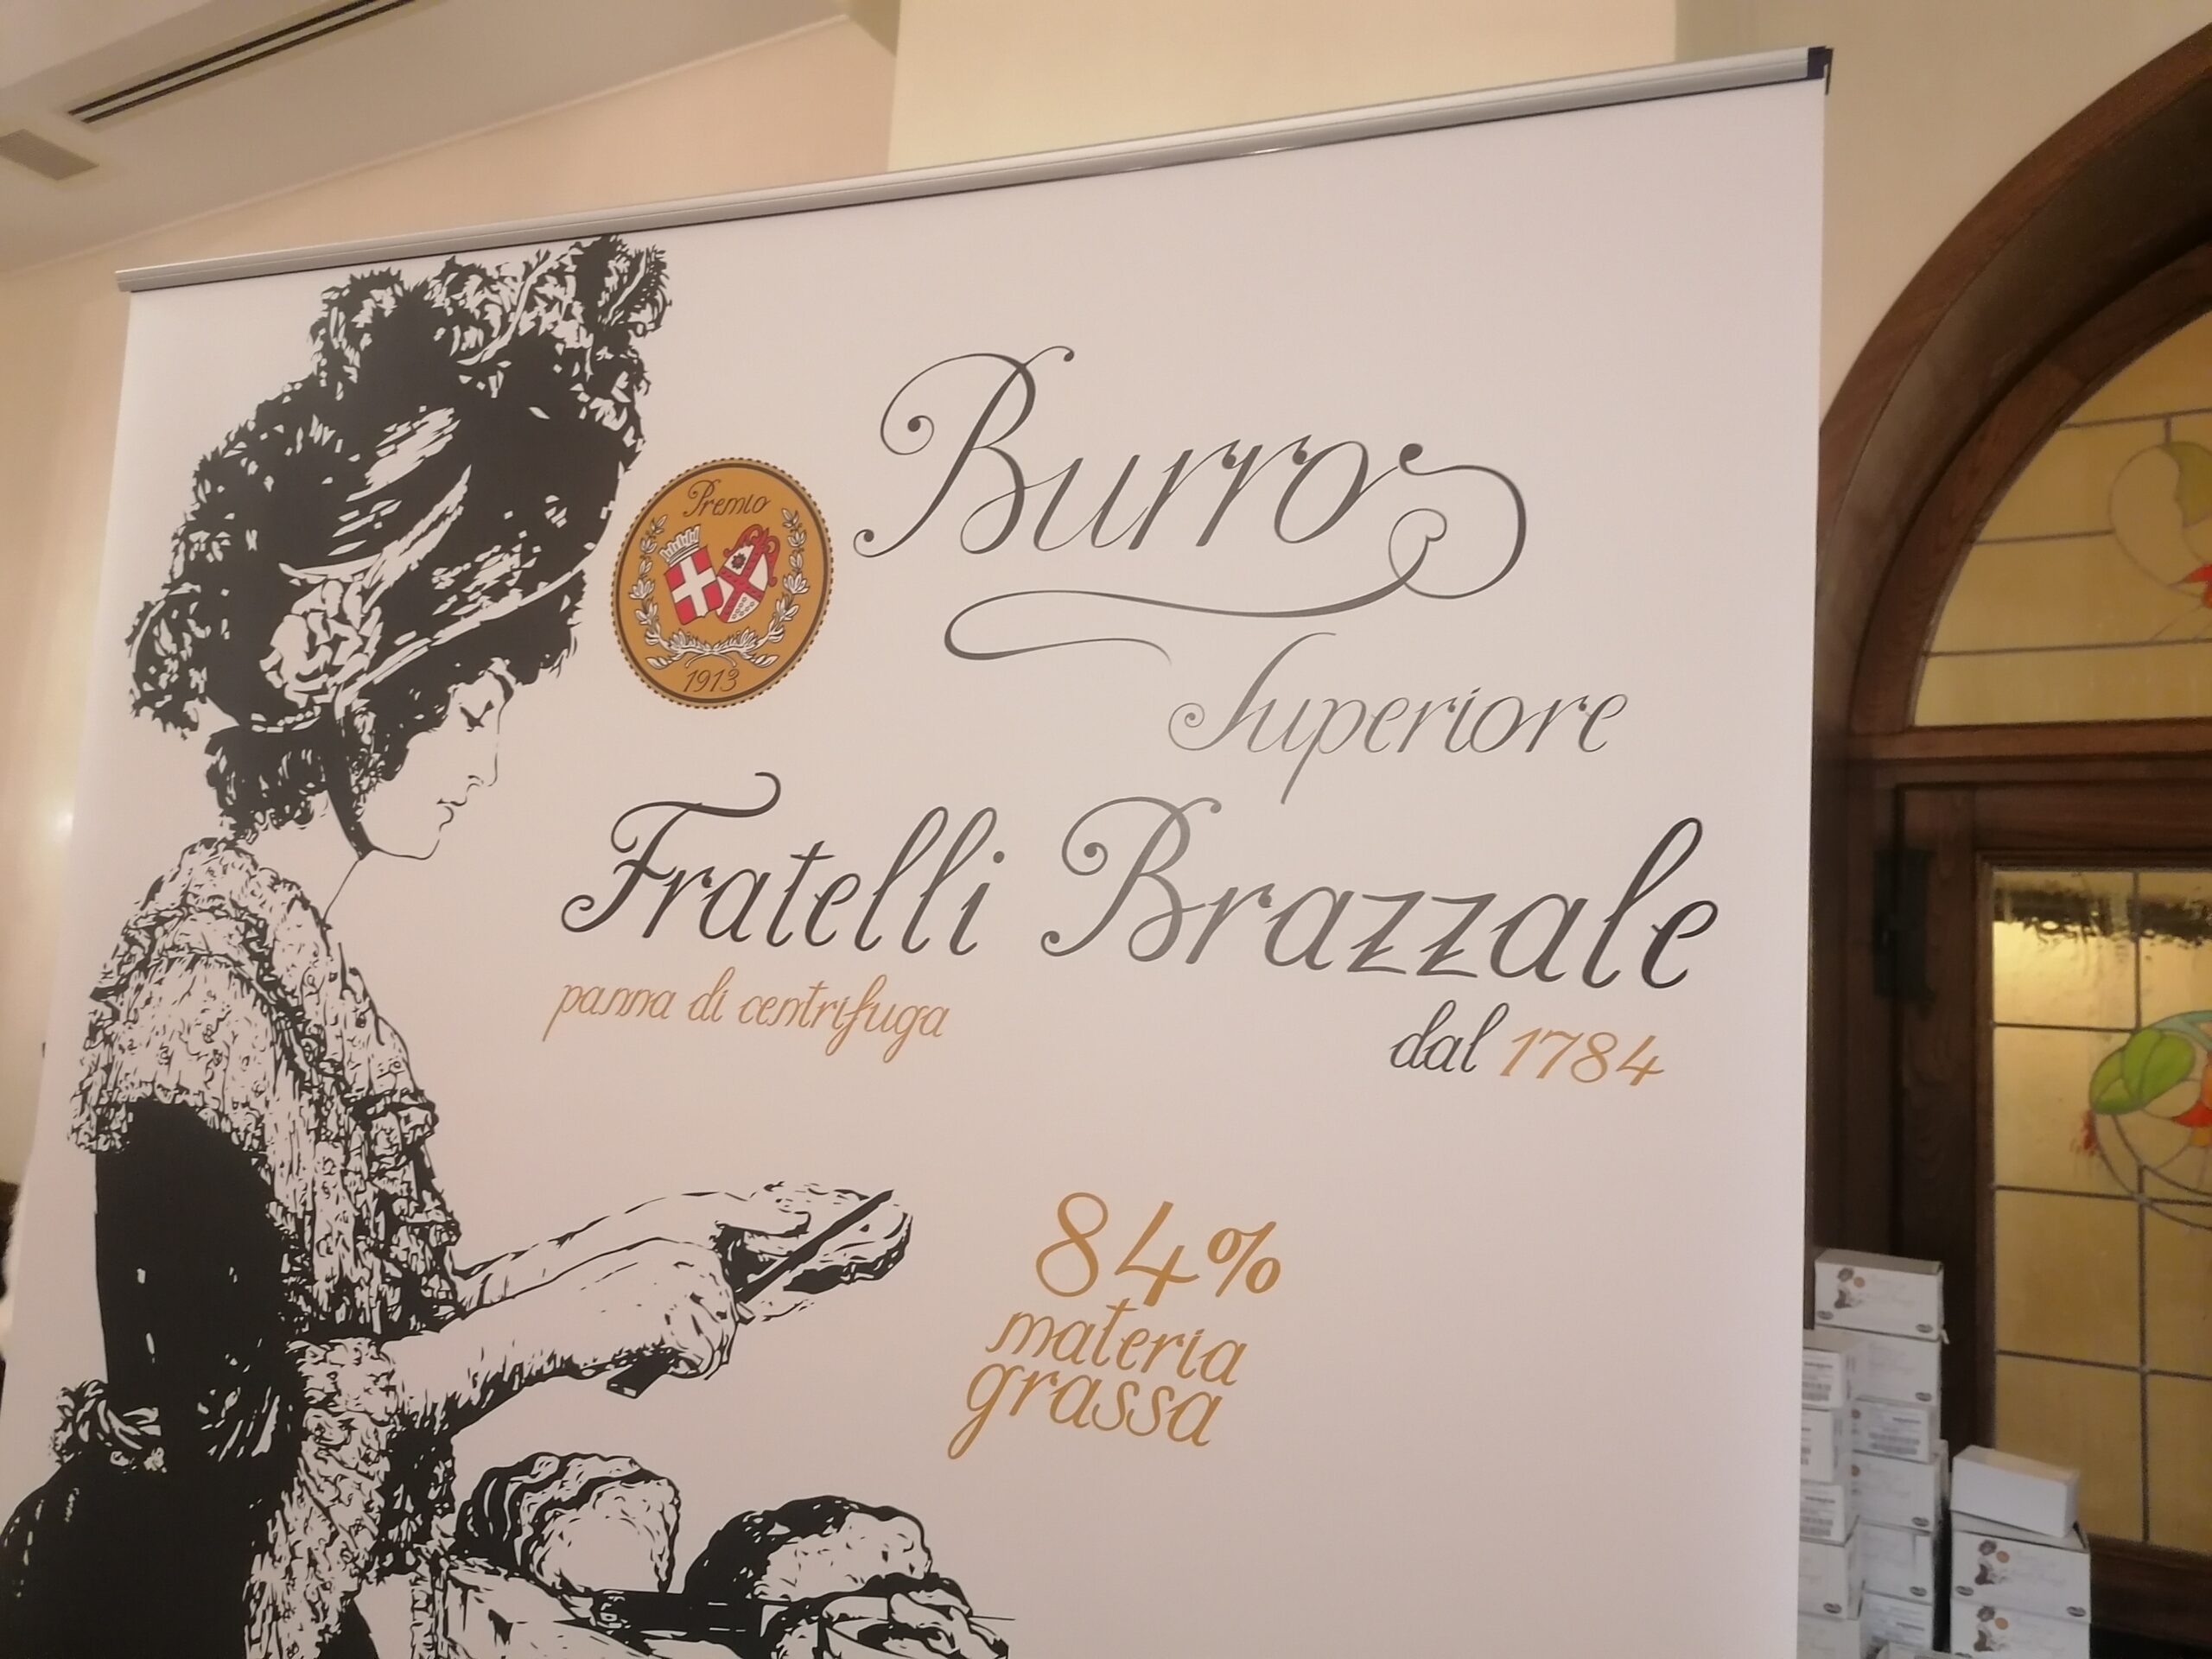 Premio
1913
Burro
Superiore
Fratelli Brazzale
panna di centrifuga
dal 1784
84%
materia
grassa